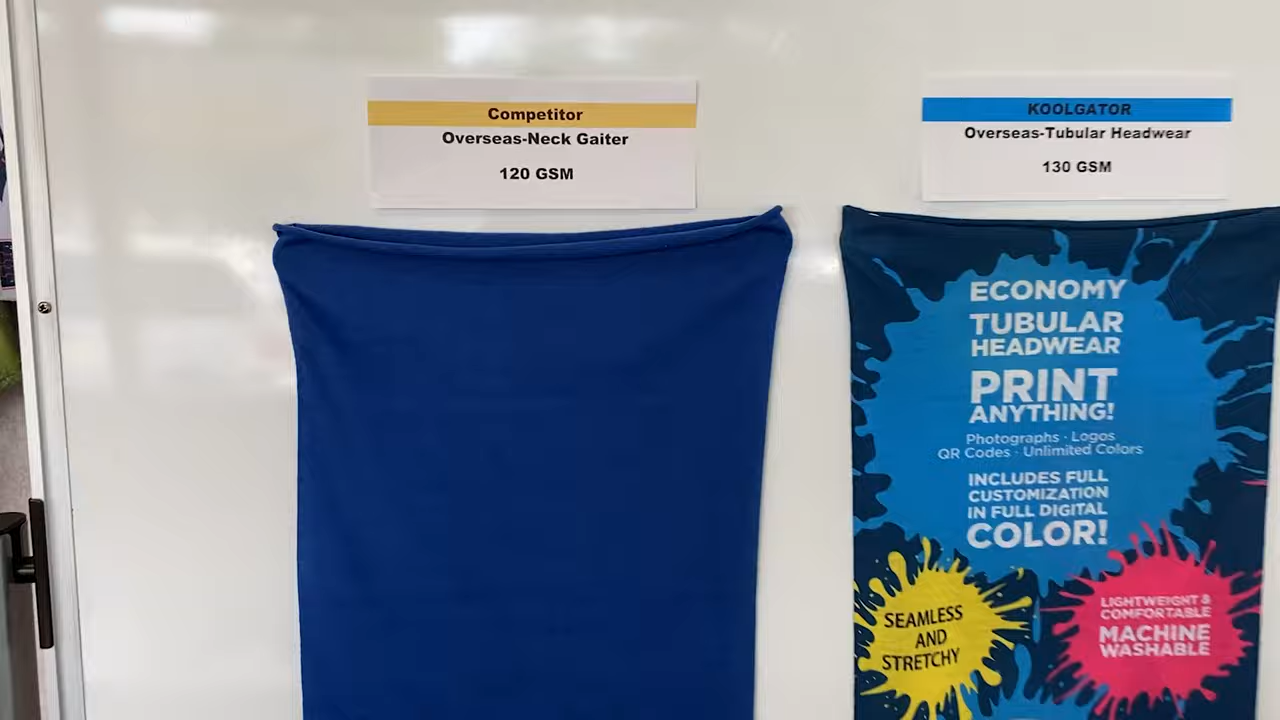 Competitor
Overseas-Neck Gaiter
120 GSM
KOOLGATOR
Overseas-Tubular Headwear
130 GSM
ECONOMY
TUBULAR
HEADWEAR
PRINT
ANYTHING!
Photographs · Logos
QR Codes · Unlimited Colors
INCLUDES FULL
CUSTOMIZATION
IN FULL DIGITAL
COLOR!
SEAMLESS
AND
STRETCHY
LIGHTWEIGHT &
COMFORTABLE
MACHINE
WASHABLE